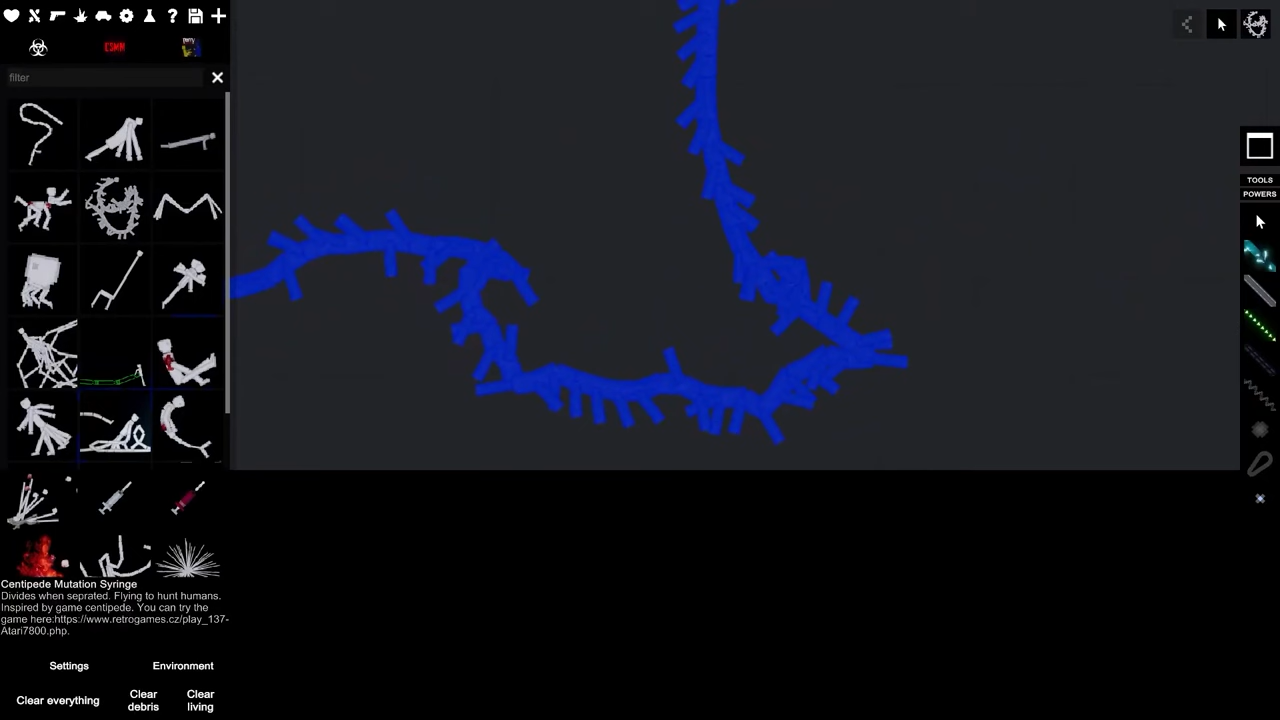 CSMM
filter
TOOLS
POWERS
Centipede Mutation Syringe
Divides when seprated. Flying to hunt humans.
Inspired by game centipede. You can try the
game here:https://www.retrogames.cz/play_137-
Atari7800.php.
Settings
Environment
Clear everything
Clear
debris
Clear
living